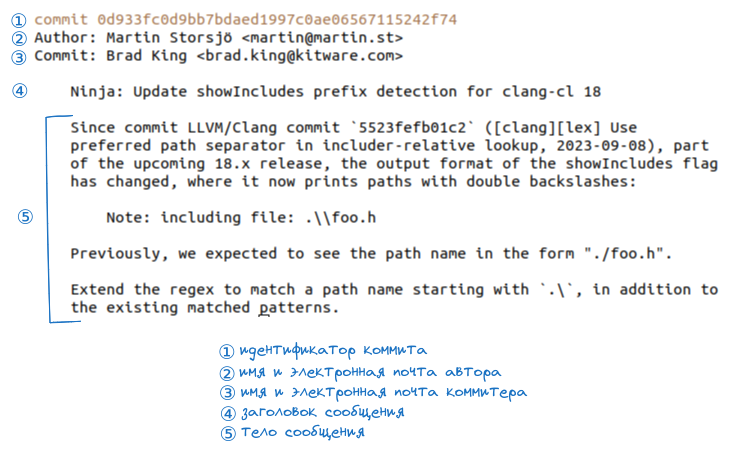 ① commit 0d933fc0d9bb7bdaed1997c0ae06567115242f74
② Author: Martin Storsjö <martin@martin.st>
③ Commit: Brad King <brad.king@kitware.com>
④ Ninja: Update showIncludes prefix detection for clang-cl 18
Since commit LLVM/Clang commit `5523fefb01c2` ([clang][lex] Use
preferred path separator in includer-relative lookup, 2023-09-08), part
of the upcoming 18.x release, the output format of the showIncludes flag
has changed, where it now prints paths with double backslashes:
⑤ Note: including file: .\\foo.h
Previously, we expected to see the path name in the form "./foo.h".
Extend the regex to match a path name starting with `.\`, in addition to
the existing matched patterns.
① идентификатор коммита
② имя и электронная почта автора
③ имя и электронная почта коммитера
④ заголовок сообщения
⑤ тело сообщения